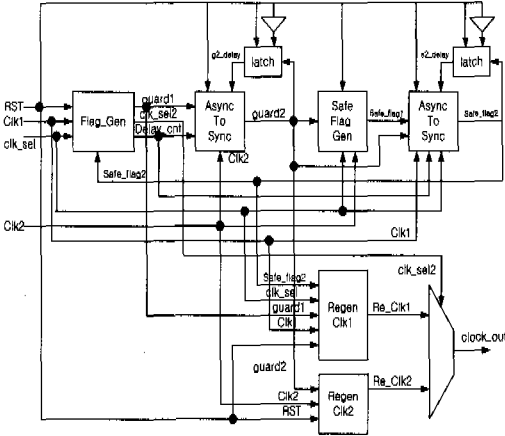 g2_delay
latch
s2_delay
latch
RST
Clk1
clk_sel
Flag_Gen
guard1
clk_sel2
Delay_cnt
Async
To
Sync
Clk2
guard2
Safe
Flag
Gen
Safe_flag1
Async
To
Sync
Safe_flag2
Safe_flag2
Clk2
Clk1
clk_sel2
Safe_flag2
clk_sel
guard1
Clk1
Regen
Clk1
Re_Clk1
clock_out
guard2
Clk2
RST
Regen
Clk2
Re_Clk2